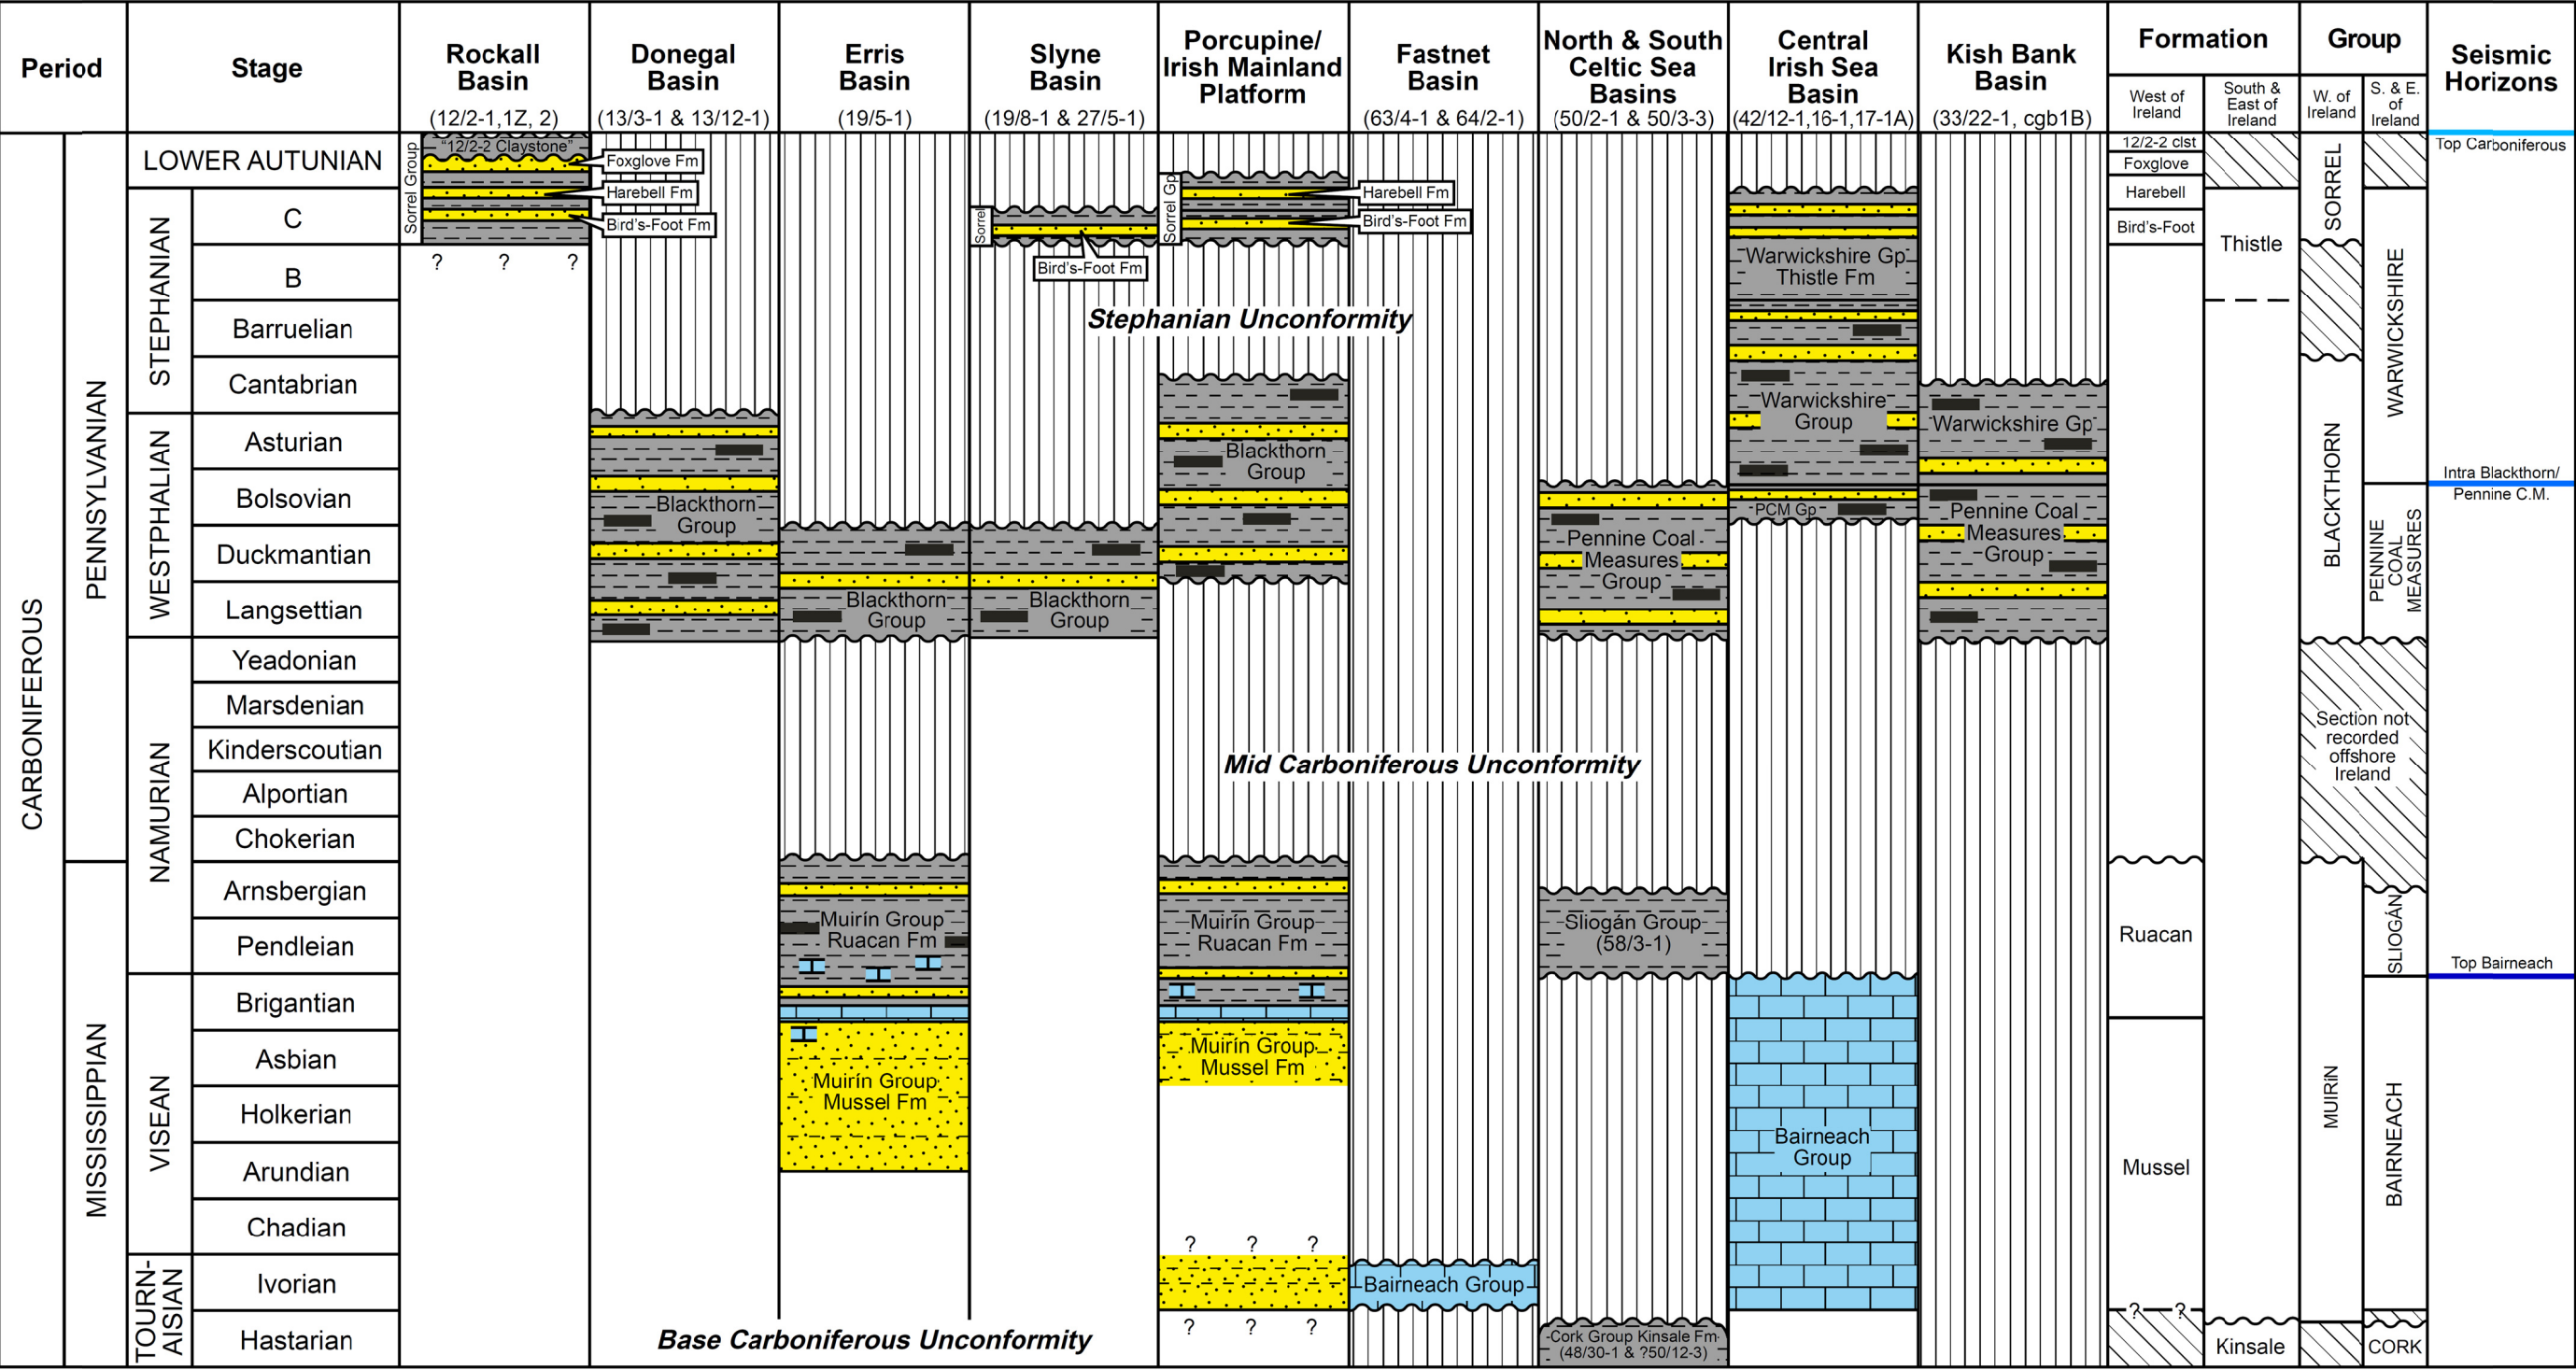 Period
Stage
Rockall
Basin
(12/2-1,1Z, 2)
Donegal
Basin
(13/3-1 & 13/12-1)
Erris
Basin
(19/5-1)
Slyne
Basin
(19/8-1 & 27/5-1)
Porcupine/
Irish Mainland
Platform
Fastnet
Basin
(63/4-1 & 64/2-1)
North & South
Celtic Sea
Basins
(50/2-1 & 50/3-3)
Central
Irish Sea
Basin
(42/12-1,16-1,17-1A)
Kish Bank
Basin
(33/22-1, cgb1B)
Formation
West of
Ireland
South &
East of
Ireland
Group
W. of
Ireland
S. & E.
of
Ireland
Seismic
Horizons
CARBONIFEROUS
PENNSYLVANIAN
MISSISSIPPIAN
LOWER AUTUNIAN
STEPHANIAN
C
B
Barruelian
Cantabrian
WESTPHALIAN
Asturian
Bolsovian
Duckmantian
Langsettian
NAMURIAN
Yeadonian
Marsdenian
Kinderscoutian
Alportian
Chokerian
Arnsbergian
Pendleian
VISEAN
Brigantian
Asbian
Holkerian
Arundian
Chadian
TOURN-
AISIAN
Ivorian
Hastarian
Sorrel Group
"12/2-2 Claystone"
Foxglove Fm
Harebell Fm
Bird's-Foot Fm
? ? ?
Blackthorn
Group
Blackthorn
Group
Muirín Group
Ruacan Fm
Muirín Group
Mussel Fm
Sorrel
Bird's-Foot Fm
Blackthorn
Group
Sorrel Gp
Harebell Fm
Bird's-Foot Fm
Stephanian Unconformity
Blackthorn
Group
Mid Carboniferous Unconformity
Muirín Group
Ruacan Fm
Muirín Group
Mussel Fm
? ? ?
? ? ?
Base Carboniferous Unconformity
Bairneach Group
Pennine Coal
Measures
Group
Sliogán Group
(58/3-1)
Cork Group Kinsale Fm
(48/30-1 & ?50/12-3)
Warwickshire Gp
Thistle Fm
Warwickshire
Group
PCM Gp
Bairneach
Group
Warwickshire Gp
Pennine Coal
Measures
Group
12/2-2 clst
Foxglove
Harebell
Bird's-Foot
Ruacan
Mussel
? ?
Thistle
Kinsale
SORREL
BLACKTHORN
Section not
recorded
offshore
Ireland
MUIRíN
WARWICKSHIRE
PENNINE
COAL
MEASURES
SLIOGÁN
BAIRNEACH
CORK
Top Carboniferous
Intra Blackthorn/
Pennine C.M.
Top Bairneach